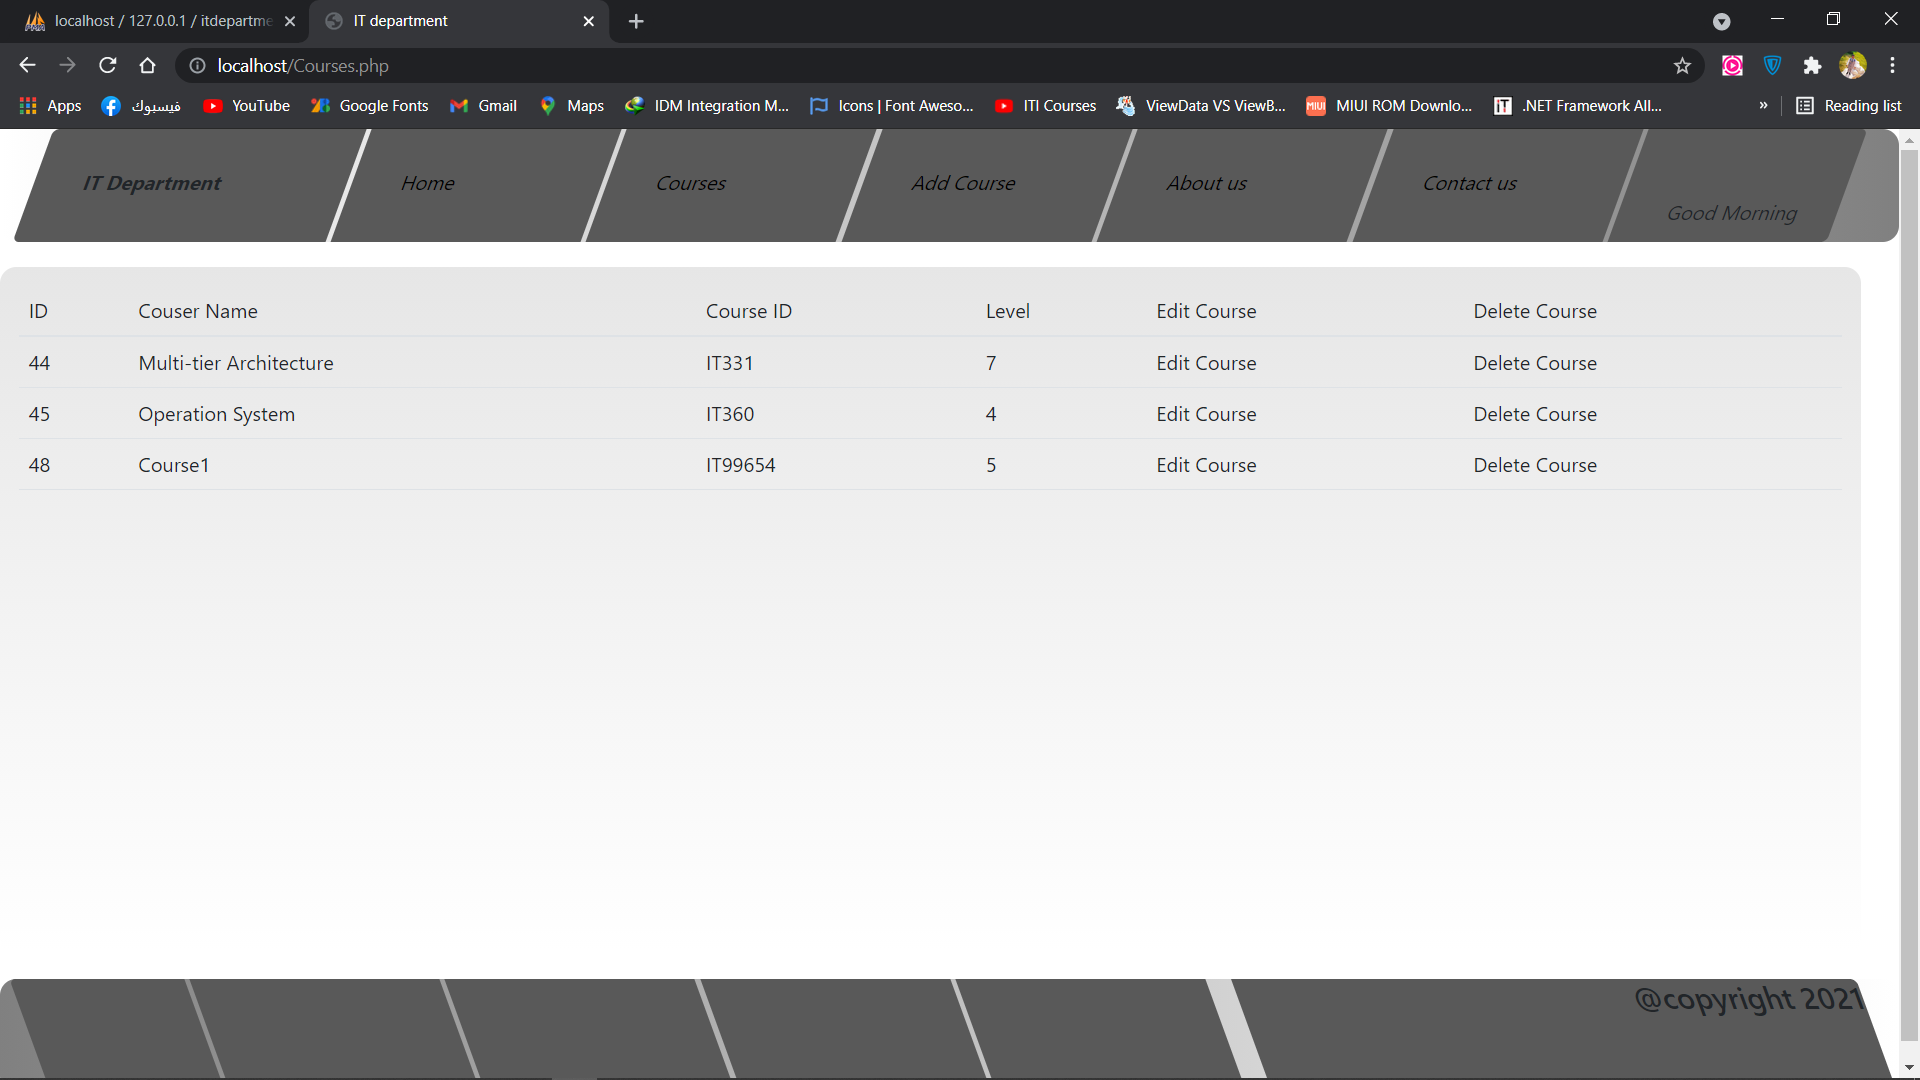 localhost / 127.0.0.1 / itdepartme
IT department
localhost/Courses.php
Apps فيسبوك YouTube Google Fonts Gmail Maps IDM Integration M... Icons | Font Aweso... ITI Courses ViewData VS ViewB... MIUI MIUI ROM Downlo... iT .NET Framework All... » Reading list
IT Department Home Courses Add Course About us Contact us
Good Morning
ID Couser Name Course ID Level Edit Course Delete Course
44 Multi-tier Architecture IT331 7 Edit Course Delete Course
45 Operation System IT360 4 Edit Course Delete Course
48 Course1 IT99654 5 Edit Course Delete Course
@copyright 2021